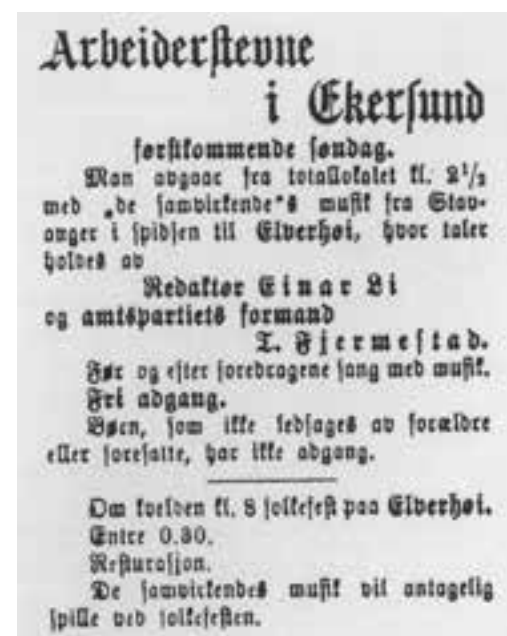 Arbeiderstevne
i Ekersund
førstkommende søndag.
Man avgaar fra totallokalet kl. 2½
med „de samvirkende“s musik fra Stav-
anger i spidsen til Elverhøi, hvor taler
holdes av
Redaktør Einar Li
og amtspartiets formand
T. Fjermestad.
Før og efter foredragene sang med musik.
Fri adgang.
Børn, som ikke ledsages av forældre
eller foresatte, har ikke adgang.
Om kvelden kl. 8 folkefest paa Elverhøi.
Entre 0.30.
Resturasjon.
De samvirkendes musik vil antagelig
spille ved folkefesten.